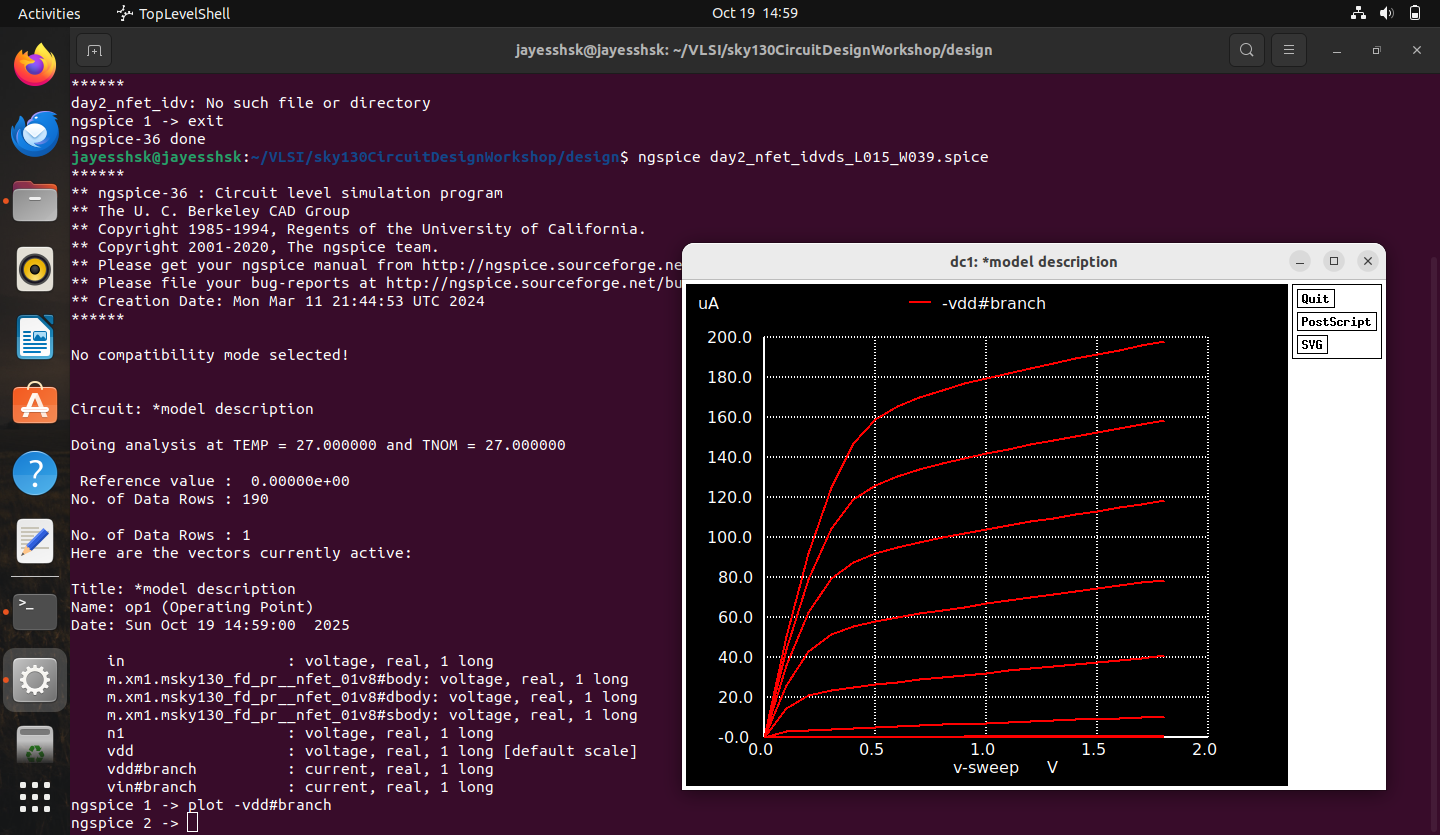 Activities
TopLevelShell
Oct 19 14:59
jayesshsk@jayesshsk: ~/VLSI/sky130CircuitDesignWorkshop/design
******
day2_nfet_idv: No such file or directory
ngspice 1 -> exit
ngspice-36 done
jayesshsk@jayesshsk:~/VLSI/sky130CircuitDesignWorkshop/design$ ngspice day2_nfet_idvds_L015_W039.spice
******
** ngspice-36 : Circuit level simulation program
** The U. C. Berkeley CAD Group
** Copyright 1985-1994, Regents of the University of California.
** Copyright 2001-2020, The ngspice team.
** Please get your ngspice manual from http://ngspice.sourceforge.ne
** Please file your bug-reports at http://ngspice.sourceforge.net/bu
** Creation Date: Mon Mar 11 21:44:53 UTC 2024
******
No compatibility mode selected!
Circuit: *model description
Doing analysis at TEMP = 27.000000 and TNOM = 27.000000
Reference value :  0.00000e+00
No. of Data Rows : 190
No. of Data Rows : 1
Here are the vectors currently active:
Title: *model description
Name: op1 (Operating Point)
Date: Sun Oct 19 14:59:00  2025
in : voltage, real, 1 long
m.xm1.msky130_fd_pr__nfet_01v8#body: voltage, real, 1 long
m.xm1.msky130_fd_pr__nfet_01v8#dbody: voltage, real, 1 long
m.xm1.msky130_fd_pr__nfet_01v8#sbody: voltage, real, 1 long
n1 : voltage, real, 1 long
vdd : voltage, real, 1 long [default scale]
vdd#branch : current, real, 1 long
vin#branch : current, real, 1 long
ngspice 1 -> plot -vdd#branch
ngspice 2 ->
dc1: *model description
Quit
PostScript
SVG
uA
-vdd#branch
200.0
180.0
160.0
140.0
120.0
100.0
80.0
60.0
40.0
20.0
-0.0
0.0 0.5 1.0 1.5 2.0
v-sweep V